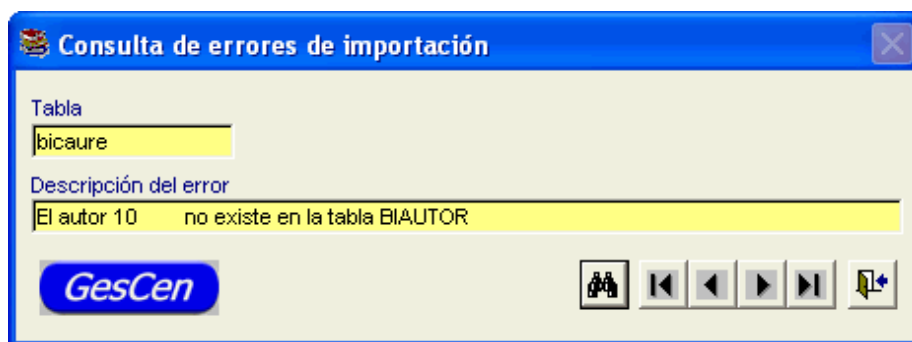 Consulta de errores de importación
Tabla
bicaure
Descripción del error
El autor 10 no existe en la tabla BIAUTOR
GesCen